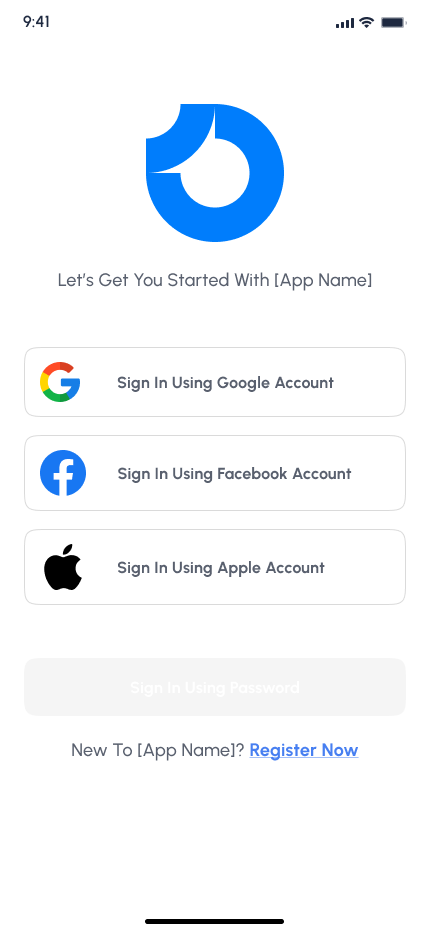 9:41
Let's Get You Started With [App Name]
Sign In Using Google Account
Sign In Using Facebook Account
Sign In Using Apple Account
Sign In Using Password
New To [App Name]? Register Now